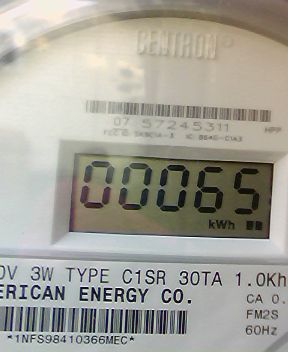 CENTRON
07 57245311
HPP
00065
kWh
0V 3W TYPE C1SR 30TA 1.0Kh
ERICAN ENERGY CO.
CA 0.
FM2S
60Hz
*1NFS98410366MEC*